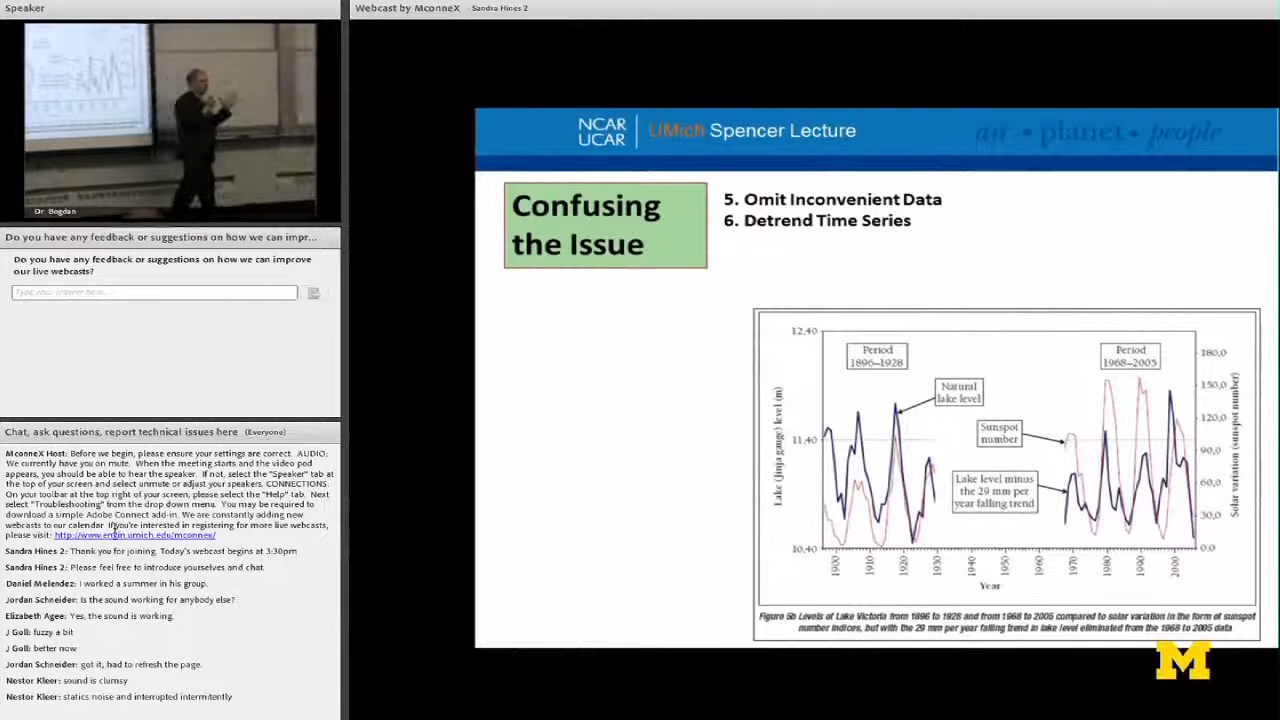 Speaker
Webcast by MconneX - Sandra Hines 2
Dr. Bogdan
Do you have any feedback or suggestions on how we can impr...
Do you have any feedback or suggestions on how we can improve
our live webcasts?
Type your answer here...
Chat, ask questions, report technical issues here (Everyone)
MconneX Host: Before we begin, please ensure your settings are correct. AUDIO:
We currently have you on mute. When the meeting starts and the video pod
appears, you should be able to hear the speaker. If not, select the "Speaker" tab at
the top of your screen and select unmute or adjust your speakers. CONNECTIONS:
On your toolbar at the top right of your screen, please select the "Help" tab. Next
select "Troubleshooting" from the drop down menu. You may be required to
download a simple Adobe Connect add-in. We are constantly adding new
webcasts to our calendar. If you're interested in registering for more live webcasts,
please visit: http://www.engin.umich.edu/mconnex/
Sandra Hines 2: Thank you for joining. Today's webcast begins at 3:30pm
Sandra Hines 2: Please feel free to introduce yourselves and chat.
Daniel Melendez: I worked a summer in his group.
Jordan Schneider: Is the sound working for anybody else?
Elizabeth Agee: Yes, the sound is working.
J Goll: fuzzy a bit
J Goll: better now
Jordan Schneider: got it, had to refresh the page.
Nestor Kleer: sound is clumsy
Nestor Kleer: statics noise and interrupted intermitently
NCAR
UCAR
UMich Spencer Lecture
air • planet • people
Confusing
the Issue
5. Omit Inconvenient Data
6. Detrend Time Series
12,40
11,40
10,40
Lake (Jinja gauge) level (m)
Period
1896–1928
Natural
lake level
Sunspot
number
Lake level minus
the 29 mm per
year falling trend
Period
1968–2005
180,0
150,0
120,0
90,0
60,0
30,0
0,0
Solar variation (sunspot number)
1900 1910 1920 1930 1940 1950 1960 1970 1980 1990 2000
Year
Figure 5b Levels of Lake Victoria from 1896 to 1928 and from 1968 to 2005 compared to solar variation in the form of sunspot
number indices, but with the 29 mm per year falling trend in lake level eliminated from the 1968 to 2005 data
M